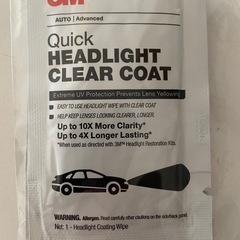 3M
AUTO | Advanced
Quick
HEADLIGHT
CLEAR COAT
Extreme UV Protection Prevents Lens Yellowing
EASY TO USE HEADLIGHT WIPE WITH CLEAR COAT
HELP KEEP LENSES LOOKING CLEARER, LONGER.
Up to 10X More Clarity*
Up to 4X Longer Lasting*
*When used as directed with 3M™ Headlight Restoration Kits.
WARNING. Allergen. Read carefully other cautions on the side/back panel.
Net: 1 - Headlight Coating Wipe